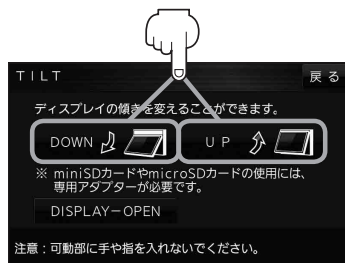 TILT
戻る
ディスプレイの傾きを変えることができます。
DOWN
UP
※ miniSDカードやmicroSDカードの使用には、
専用アダプターが必要です。
DISPLAY−OPEN
注意：可動部に手や指を入れないでください。